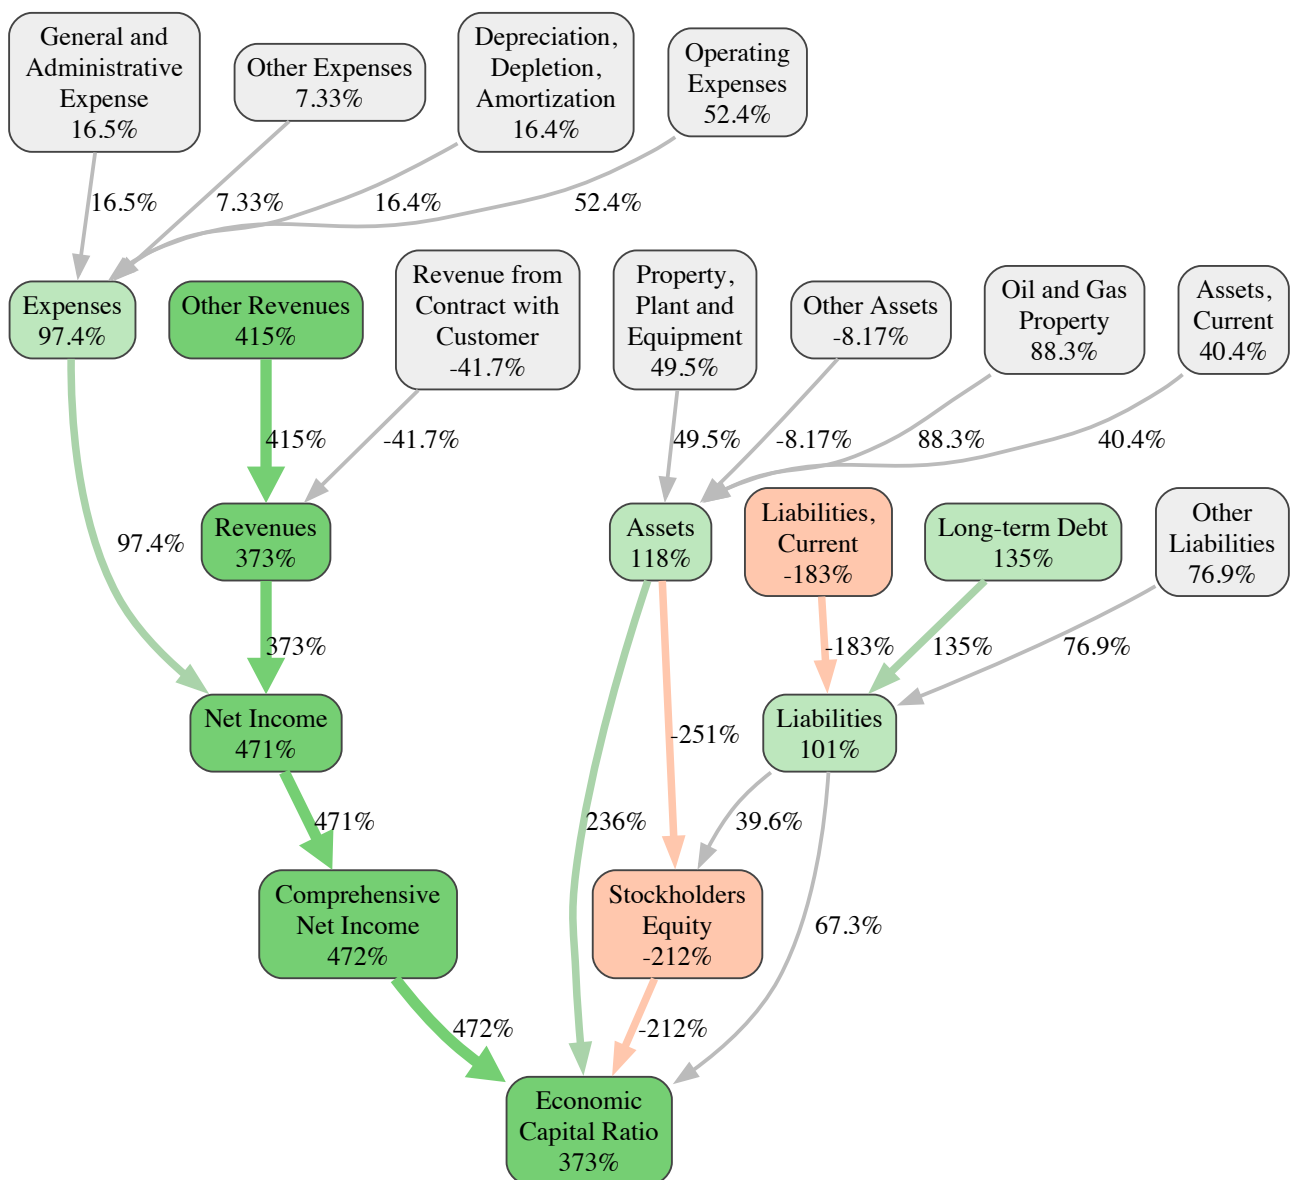 General and
Administrative
Expense
16.5%
Other Expenses
7.33%
Depreciation,
Depletion,
Amortization
16.4%
Operating
Expenses
52.4%
16.5%
7.33%
16.4%
52.4%
Expenses
97.4%
Other Revenues
415%
Revenue from
Contract with
Customer
-41.7%
Property,
Plant and
Equipment
49.5%
Other Assets
-8.17%
Oil and Gas
Property
88.3%
Assets,
Current
40.4%
415%
-41.7%
49.5%
-8.17%
88.3%
40.4%
97.4%
Revenues
373%
Assets
118%
Liabilities,
Current
-183%
Long-term Debt
135%
Other
Liabilities
76.9%
373%
-183%
135%
76.9%
Net Income
471%
-251%
Liabilities
101%
471%
236%
39.6%
Comprehensive
Net Income
472%
Stockholders
Equity
-212%
67.3%
472%
-212%
Economic
Capital Ratio
373%